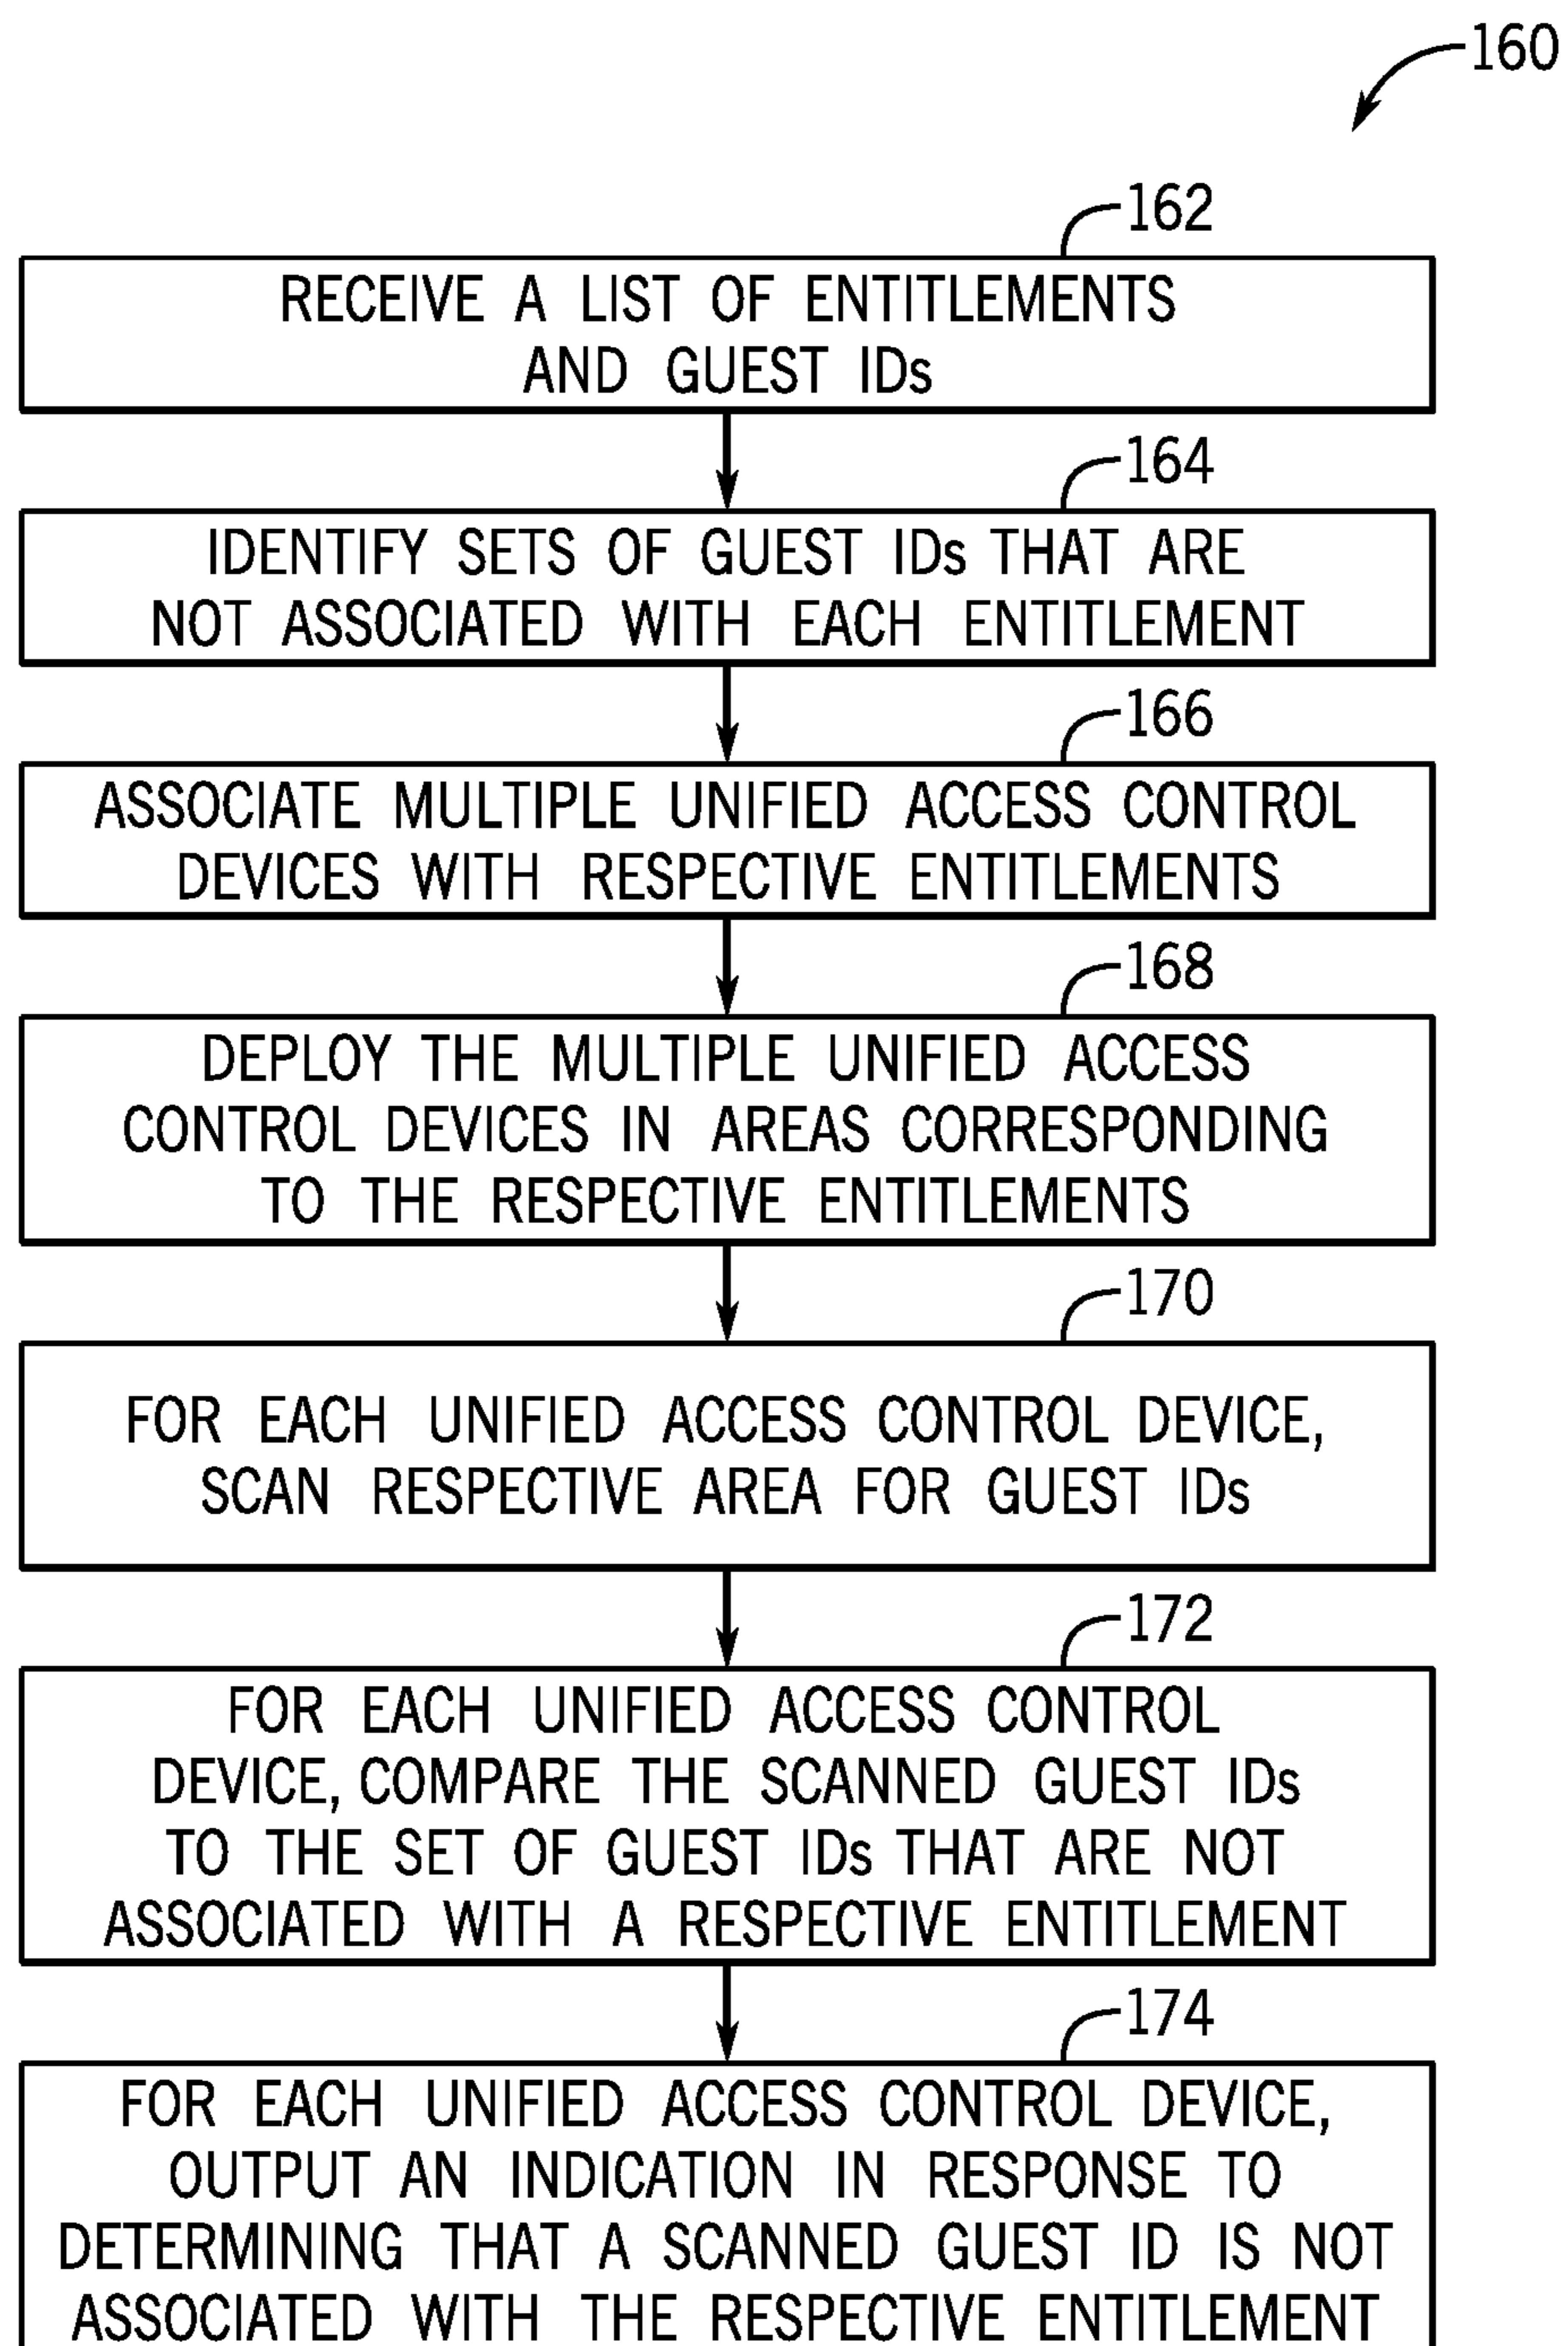 160
162
RECEIVE A LIST OF ENTITLEMENTS
AND GUEST IDs
164
IDENTIFY SETS OF GUEST IDs THAT ARE
NOT ASSOCIATED WITH EACH ENTITLEMENT
166
ASSOCIATE MULTIPLE UNIFIED ACCESS CONTROL
DEVICES WITH RESPECTIVE ENTITLEMENTS
168
DEPLOY THE MULTIPLE UNIFIED ACCESS
CONTROL DEVICES IN AREAS CORRESPONDING
TO THE RESPECTIVE ENTITLEMENTS
170
FOR EACH UNIFIED ACCESS CONTROL DEVICE,
SCAN RESPECTIVE AREA FOR GUEST IDs
172
FOR EACH UNIFIED ACCESS CONTROL
DEVICE, COMPARE THE SCANNED GUEST IDs
TO THE SET OF GUEST IDs THAT ARE NOT
ASSOCIATED WITH A RESPECTIVE ENTITLEMENT
174
FOR EACH UNIFIED ACCESS CONTROL DEVICE,
OUTPUT AN INDICATION IN RESPONSE TO
DETERMINING THAT A SCANNED GUEST ID IS NOT
ASSOCIATED WITH THE RESPECTIVE ENTITLEMENT